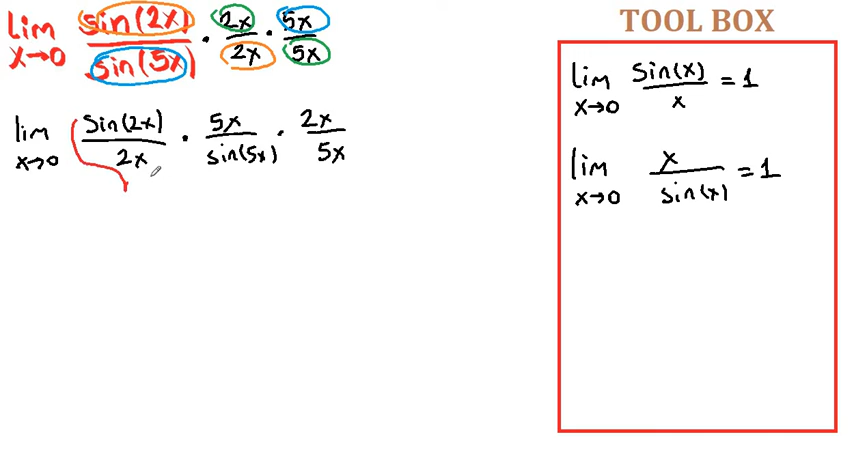 lim x→0 sin(2x)/sin(5x) · 2x/2x · 5x/5x
lim x→0 sin(2x)/2x · 5x/sin(5x) · 2x/5x
TOOL BOX
lim x→0 sin(x)/x = 1
lim x→0 x/sin(x) = 1